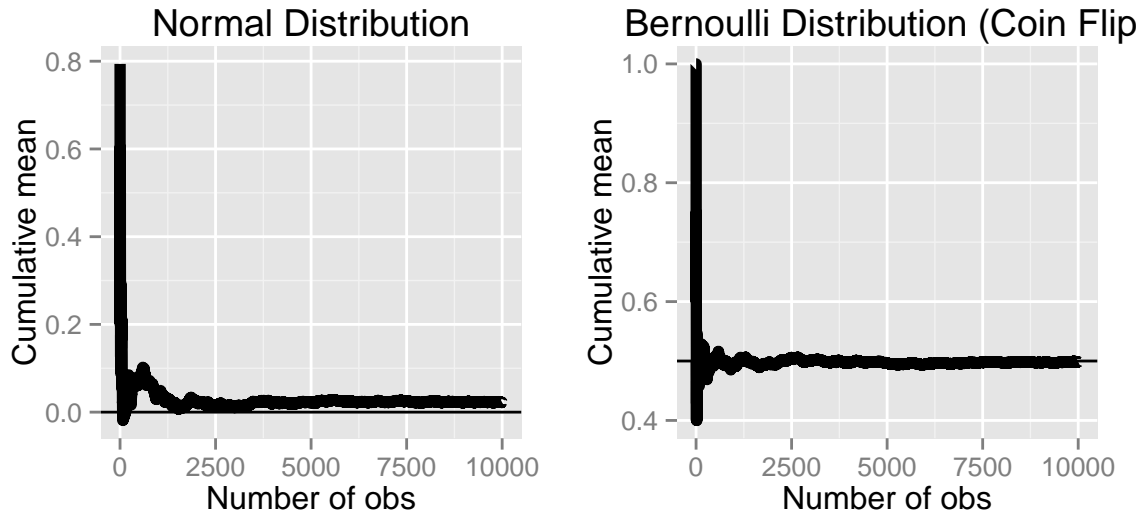 Normal Distribution
Cumulative mean
0.8
0.6
0.4
0.2
0.0
0 2500 5000 7500 10000
Number of obs
Bernoulli Distribution (Coin Flip
Cumulative mean
1.0
0.8
0.6
0.4
0 2500 5000 7500 10000
Number of obs